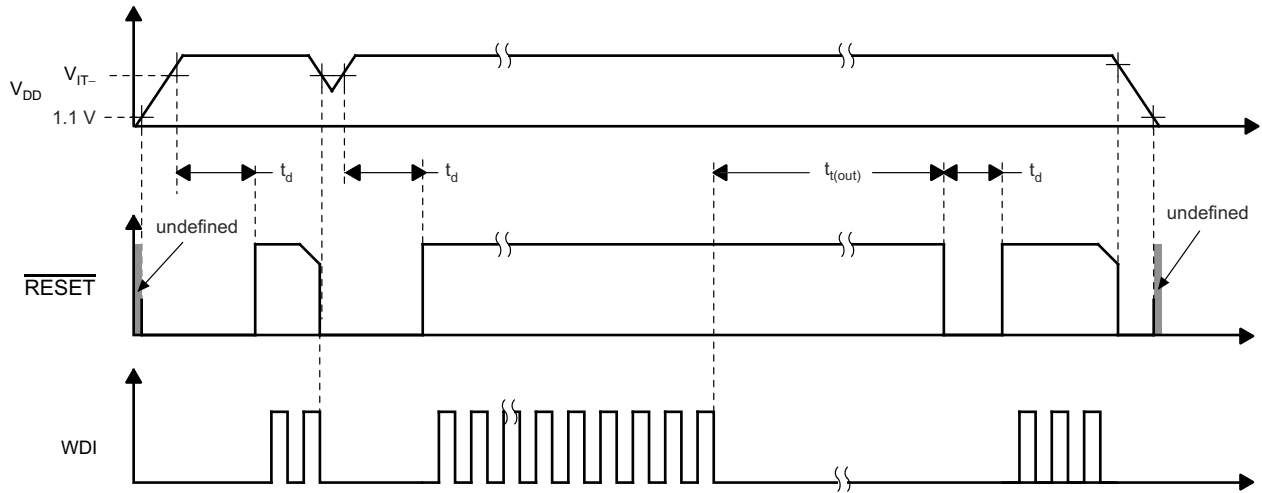 V_IT–
V_DD
1.1 V
t_d
t_d
t_t(out)
t_d
undefined
undefined
RESET
WDI